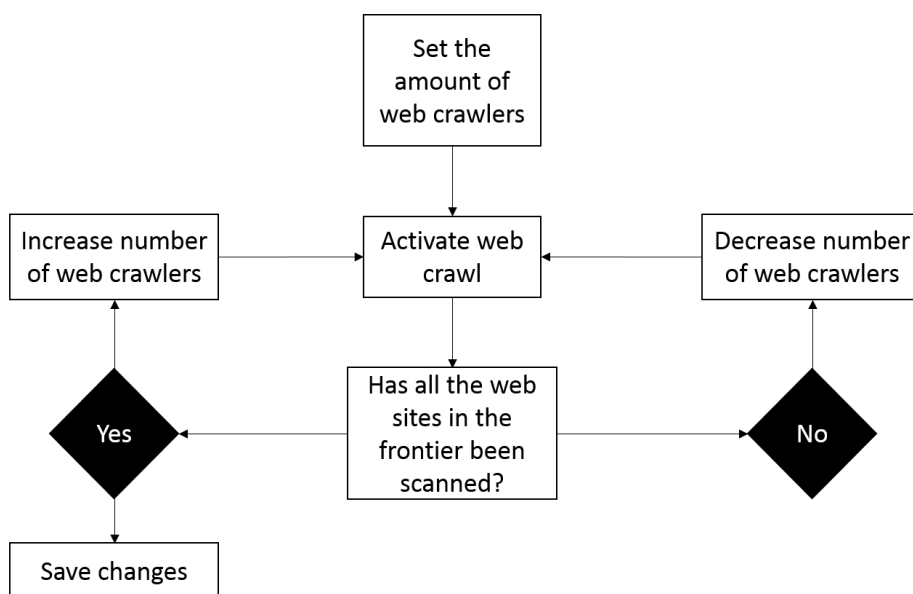 Set the
amount of
web crawlers
Increase number
of web crawlers
Activate web
crawl
Decrease number
of web crawlers
Yes
Has all the web
sites in the
frontier been
scanned?
No
Save changes